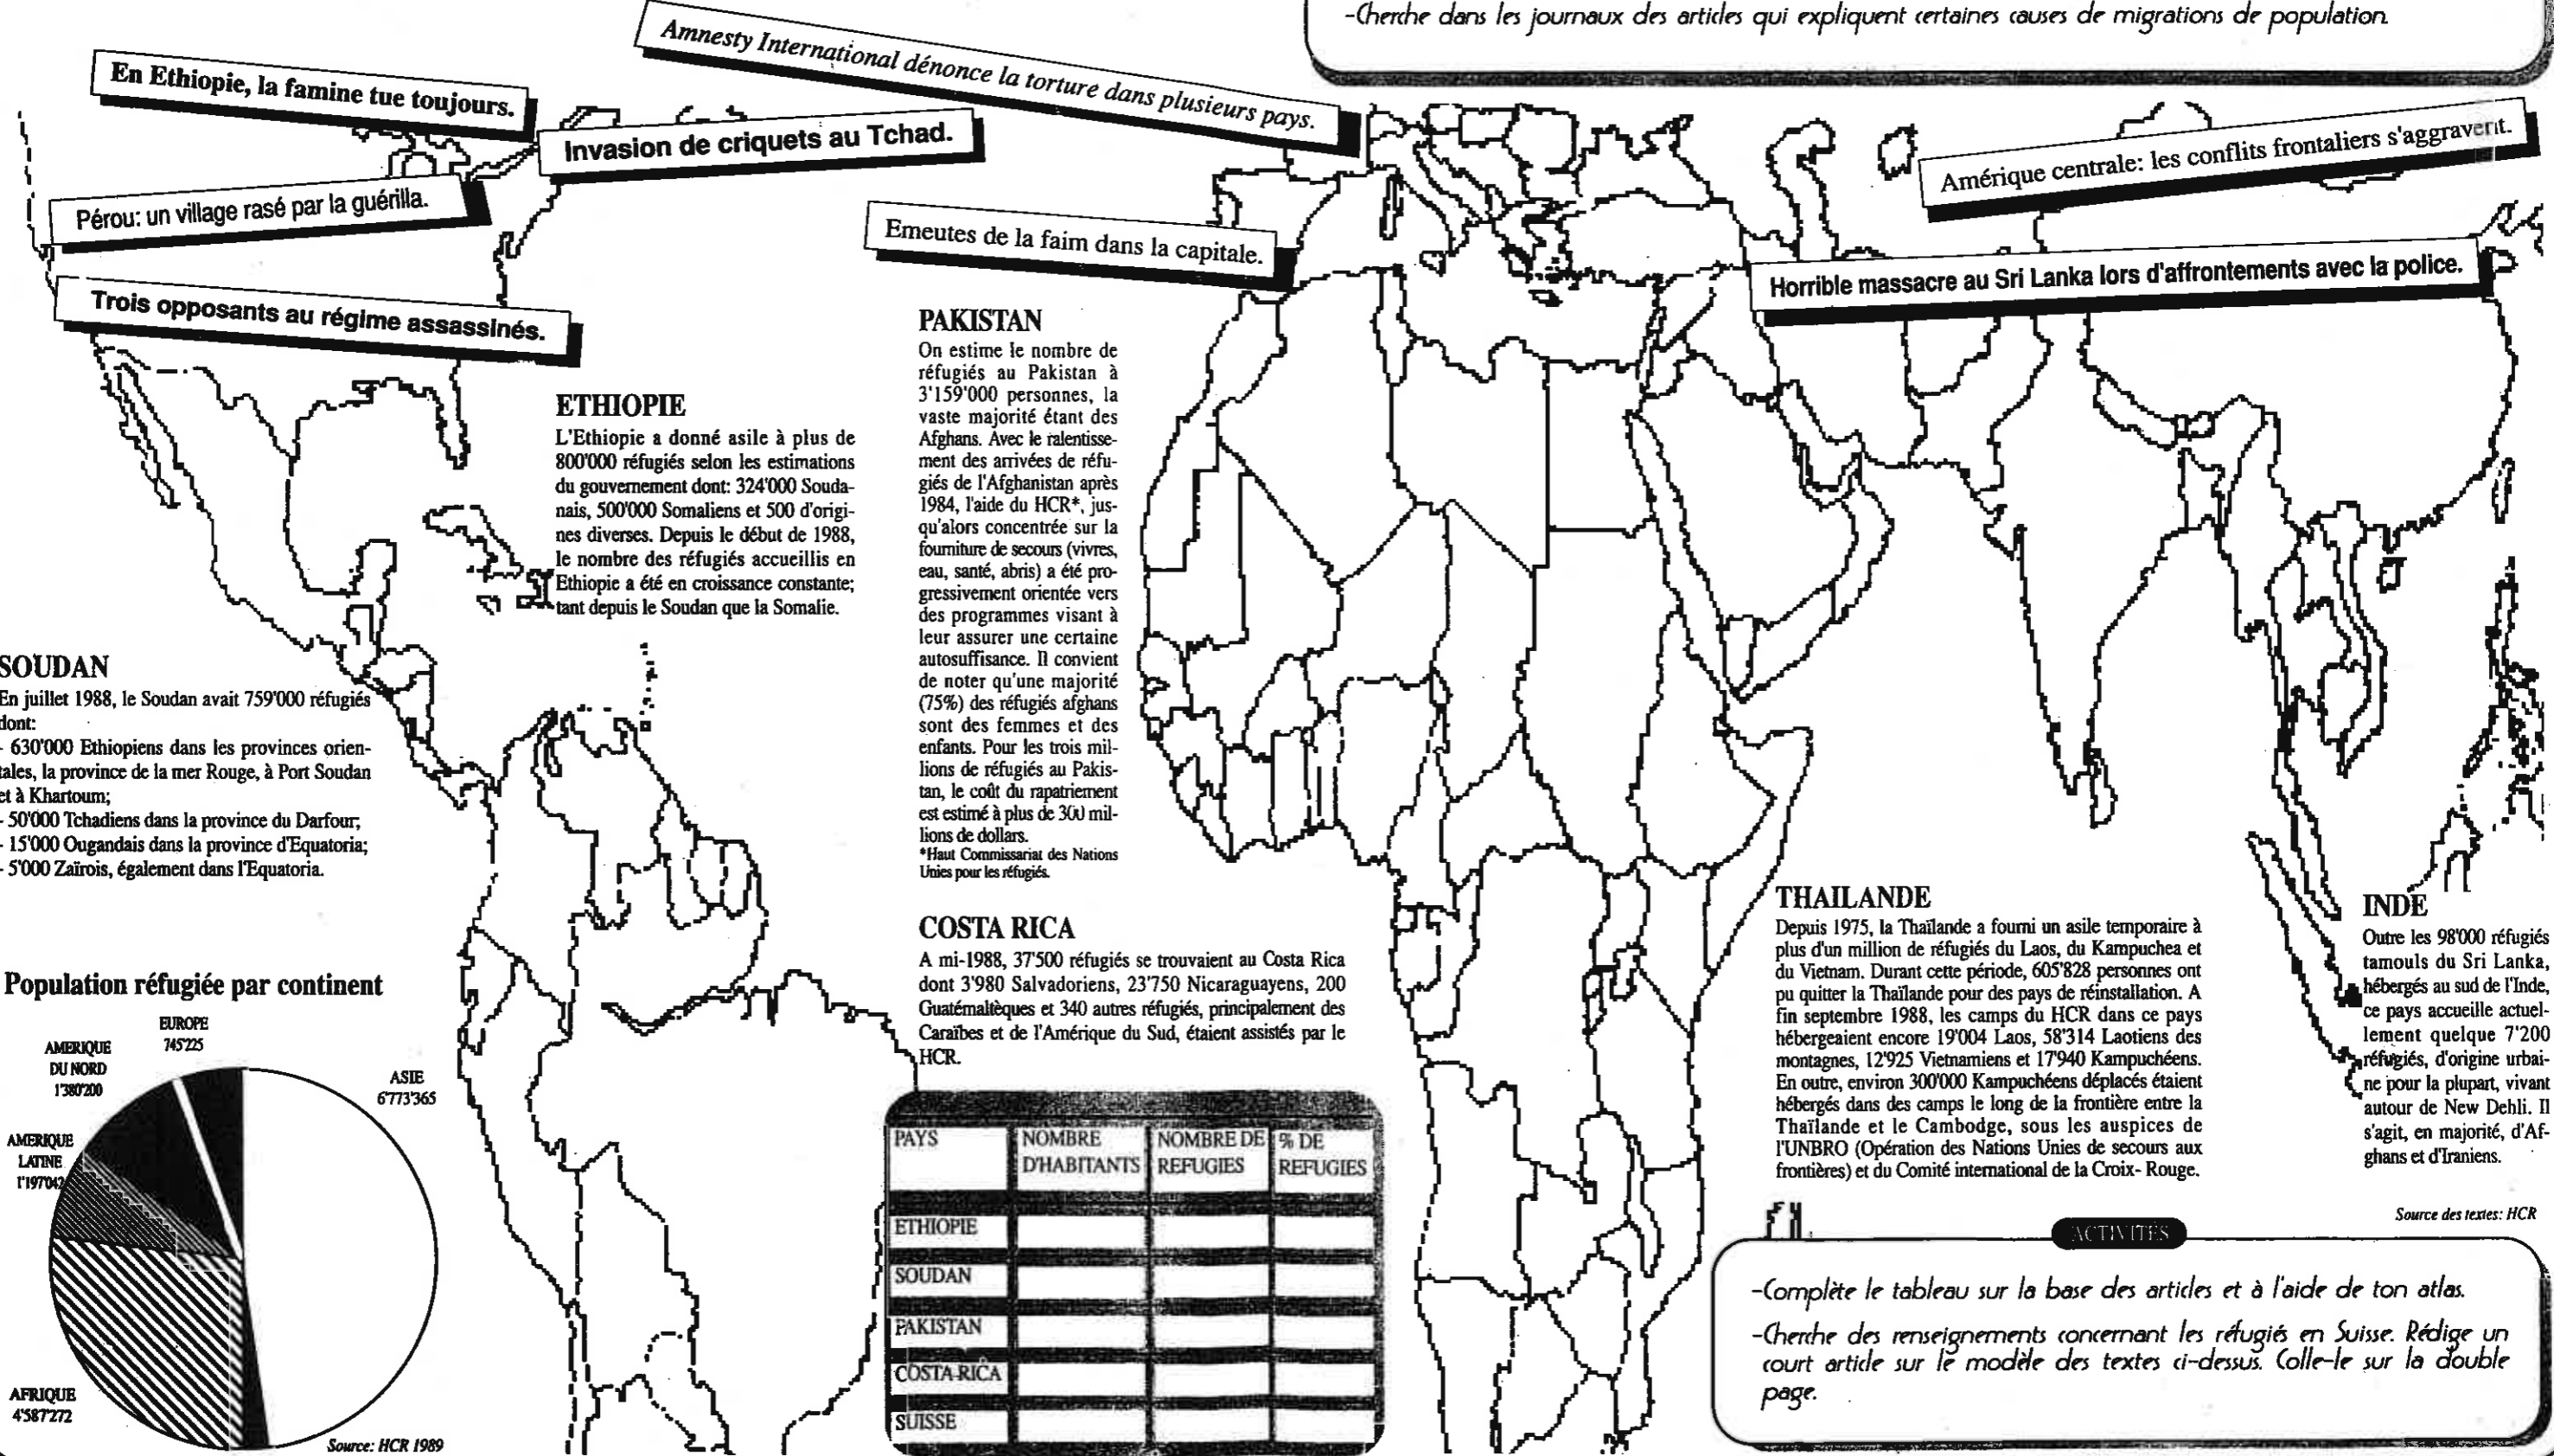 -Cherche dans les journaux des articles qui expliquent certaines causes de migrations de population.
En Ethiopie, la famine tue toujours.
Amnesty International dénonce la torture dans plusieurs pays.
Invasion de criquets au Tchad.
Amérique centrale: les conflits frontaliers s'aggravent.
Pérou: un village rasé par la guérilla.
Emeutes de la faim dans la capitale.
Horrible massacre au Sri Lanka lors d'affrontements avec la police.
Trois opposants au régime assassinés.
ETHIOPIE
L'Ethiopie a donné asile à plus de
800'000 réfugiés selon les estimations
du gouvernement dont: 324'000 Souda-
nais, 500'000 Somaliens et 500 d'origi-
nes diverses. Depuis le début de 1988,
le nombre des réfugiés accueillis en
Ethiopie a été en croissance constante;
tant depuis le Soudan que la Somalie.
PAKISTAN
On estime le nombre de
réfugiés au Pakistan à
3'159'000 personnes, la
vaste majorité étant des
Afghans. Avec le ralentisse-
ment des arrivées de réfu-
giés de l'Afghanistan après
1984, l'aide du HCR*, jus-
qu'alors concentrée sur la
fourniture de secours (vivres,
eau, santé, abris) a été pro-
gressivement orientée vers
des programmes visant à
leur assurer une certaine
autosuffisance. Il convient
de noter qu'une majorité
(75%) des réfugiés afghans
sont des femmes et des
enfants. Pour les trois mil-
lions de réfugiés au Pakis-
tan, le coût du rapatriement
est estimé à plus de 300 mil-
lions de dollars.
*Haut Commissariat des Nations
Unies pour les réfugiés.
SOUDAN
En juillet 1988, le Soudan avait 759'000 réfugiés
dont:
- 630'000 Ethiopiens dans les provinces orien-
tales, la province de la mer Rouge, à Port Soudan
et à Khartoum;
- 50'000 Tchadiens dans la province du Darfour;
- 15'000 Ougandais dans la province d'Equatoria;
- 5'000 Zaïrois, également dans l'Equatoria.
COSTA RICA
A mi-1988, 37'500 réfugiés se trouvaient au Costa Rica
dont 3'980 Salvadoriens, 23'750 Nicaraguayens, 200
Guatémaltèques et 340 autres réfugiés, principalement des
Caraïbes et de l'Amérique du Sud, étaient assistés par le
HCR.
THAILANDE
Depuis 1975, la Thaïlande a fourni un asile temporaire à
plus d'un million de réfugiés du Laos, du Kampuchea et
du Vietnam. Durant cette période, 605'828 personnes ont
pu quitter la Thaïlande pour des pays de réinstallation. A
fin septembre 1988, les camps du HCR dans ce pays
hébergeaient encore 19'004 Laos, 58'314 Laotiens des
montagnes, 12'925 Vietnamiens et 17'940 Kampuchéens.
En outre, environ 300'000 Kampuchéens déplacés étaient
hébergés dans des camps le long de la frontière entre la
Thaïlande et le Cambodge, sous les auspices de
l'UNBRO (Opération des Nations Unies de secours aux
frontières) et du Comité international de la Croix- Rouge.
INDE
Outre les 98'000 réfugiés
tamouls du Sri Lanka,
hébergés au sud de l'Inde,
ce pays accueille actuel-
lement quelque 7'200
réfugiés, d'origine urbai-
ne pour la plupart, vivant
autour de New Dehli. Il
s'agit, en majorité, d'Af-
ghans et d'Iraniens.
Source des textes: HCR
Population réfugiée par continent
EUROPE
745'225
AMERIQUE
DU NORD
1'380'200
ASIE
6'773'365
AMERIQUE
LATINE
1'197'042
AFRIQUE
4'587'272
Source: HCR 1989
PAYS NOMBRE D'HABITANTS NOMBRE DE REFUGIES % DE REFUGIES
ETHIOPIE
SOUDAN
PAKISTAN
COSTA-RICA
SUISSE
ACTIVITÉS
-Complète le tableau sur la base des articles et à l'aide de ton atlas.
-Cherche des renseignements concernant les réfugiés en Suisse. Rédige un
court article sur le modèle des textes ci-dessus. Colle-le sur la double
page.